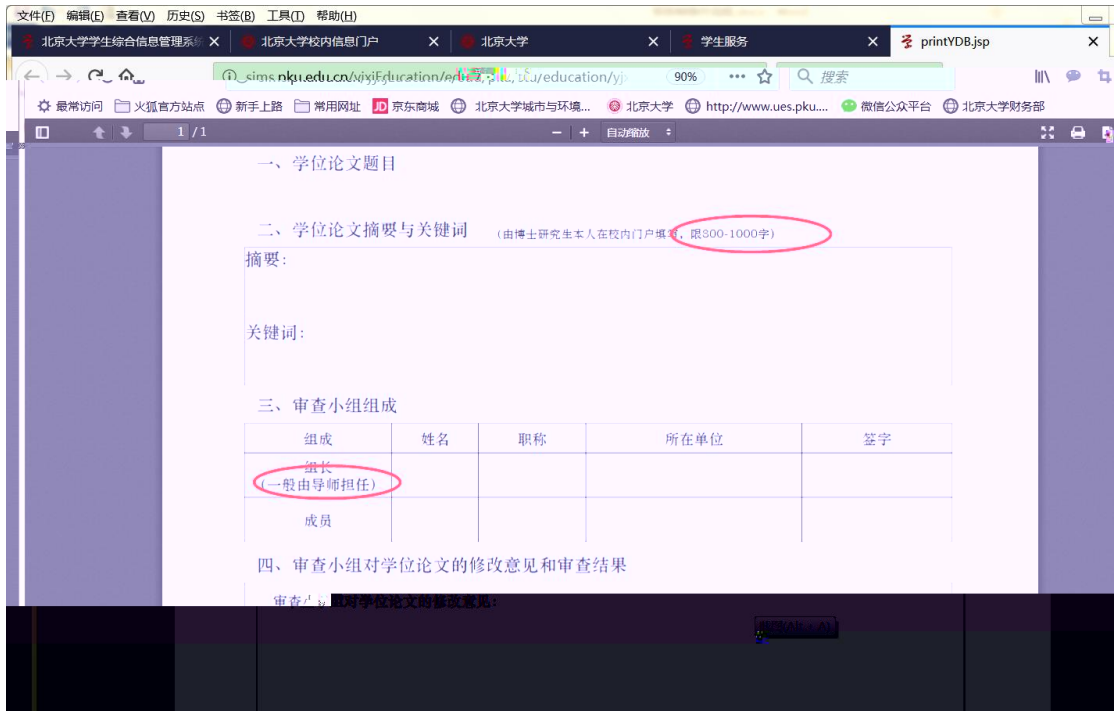 文件(F) 编辑(E) 查看(V) 历史(S) 书签(B) 工具(T) 帮助(H)
北京大学学生综合信息管理系统 × 北京大学校内信息门户 × 北京大学 × 学生服务 × printYDB.jsp ×
90% ··· 搜索
最常访问 火狐官方站点 新手上路 常用网址 JD 京东商城 北京大学城市与环境... 北京大学 http://www.ues.pku.... 微信公众平台 北京大学财务部
1 / 1 − + 自动缩放
一、学位论文题目
二、学位论文摘要与关键词 (由博士研究生本人在校内门户填写，限800-1000字)
摘要:
关键词:
三、审查小组组成
组成 姓名 职称 所在单位 签字
组长
(一般由导师担任)
成员
四、审查小组对学位论文的修改意见和审查结果
审查小组对学位论文的修改意见: